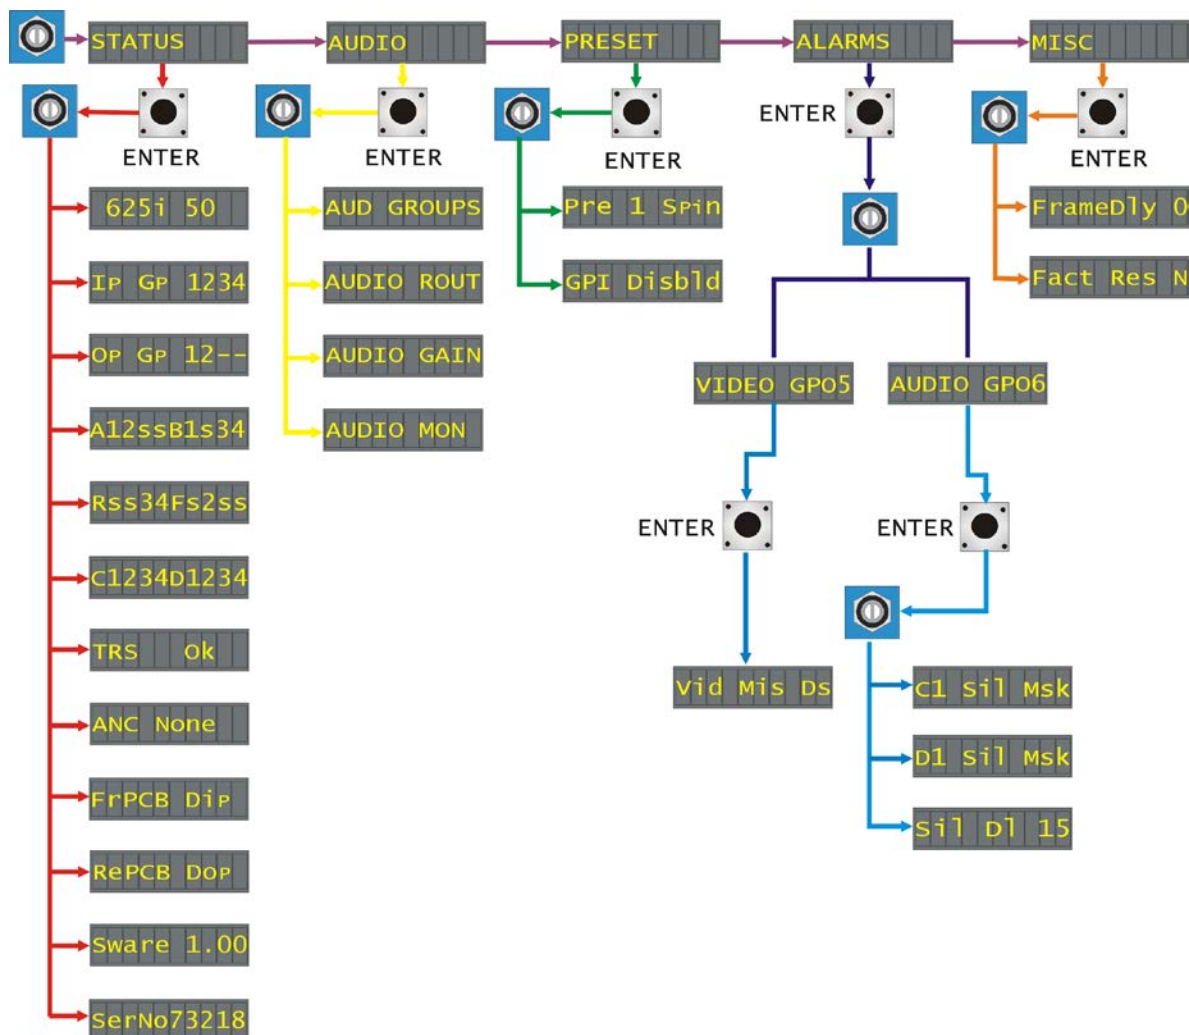 STATUS
AUDIO
PRESET
ALARMS
MISC
ENTER
ENTER
ENTER
ENTER
ENTER
625i 50
Ip Gp 1234
Op Gp 12--
A12ssB1s34
Rss34Fs2ss
C1234D1234
TRS Ok
ANC None
FrPCB Dip
RePCB Dop
Sware 1.00
SerNo73218
AUD GROUPS
AUDIO ROUT
AUDIO GAIN
AUDIO MON
Pre 1 Spin
GPI Disbld
VIDEO GPO5
AUDIO GPO6
ENTER
ENTER
Vid Mis Ds
C1 Sil Msk
D1 Sil Msk
Sil Dl 15
FrameDly 0
Fact Res N